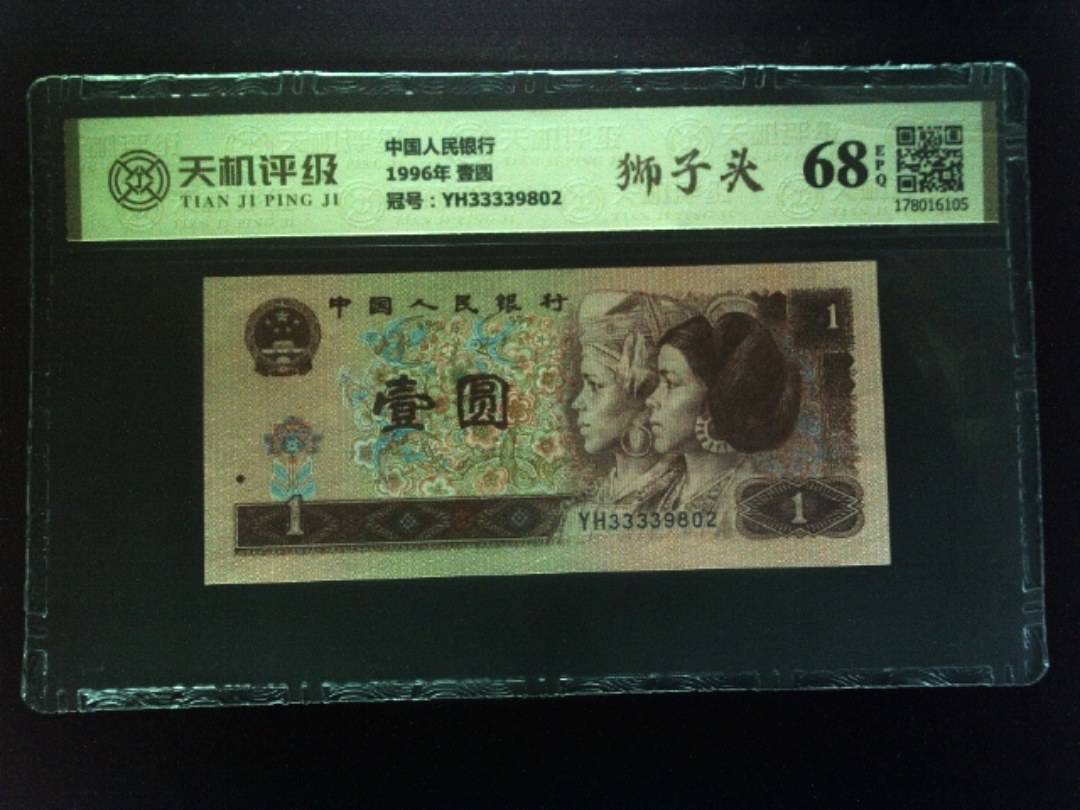 天机评级
TIAN JI PING JI
中国人民银行
1996年 壹圆
冠号：YH33339802
狮子头
68
EPQ
178016105
中国人民银行
1
壹圆
1
YH33339802
1